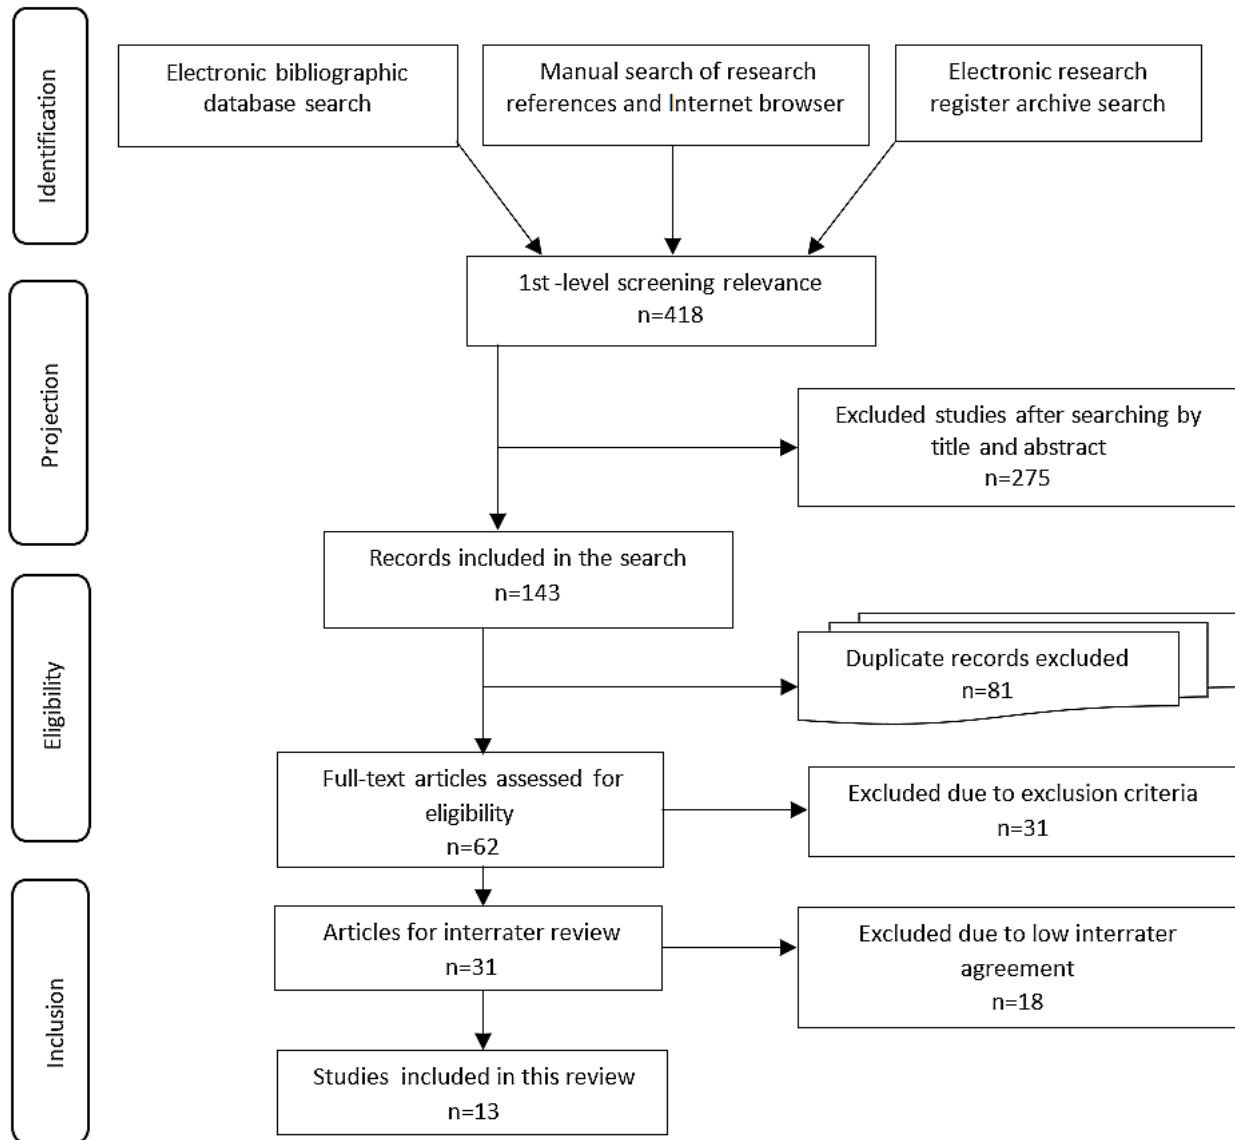 Identification
Electronic bibliographic
database search
Manual search of research
references and Internet browser
Electronic research
register archive search
Projection
1st -level screening relevance
n=418
Excluded studies after searching by
title and abstract
n=275
Records included in the search
n=143
Eligibility
Duplicate records excluded
n=81
Full-text articles assessed for
eligibility
n=62
Excluded due to exclusion criteria
n=31
Inclusion
Articles for interrater review
n=31
Excluded due to low interrater
agreement
n=18
Studies included in this review
n=13